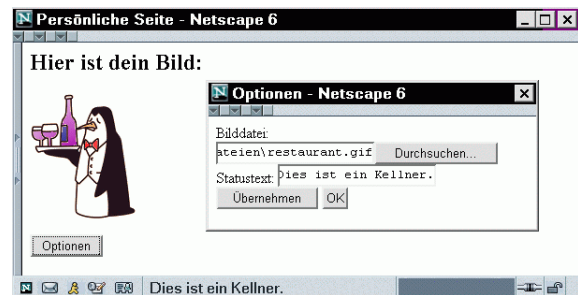 Persönliche Seite - Netscape 6
Hier ist dein Bild:
Optionen - Netscape 6
Bilddatei:
ateien\restaurant.gif Durchsuchen...
Statustext: Dies ist ein Kellner.
Übernehmen OK
Optionen
Dies ist ein Kellner.